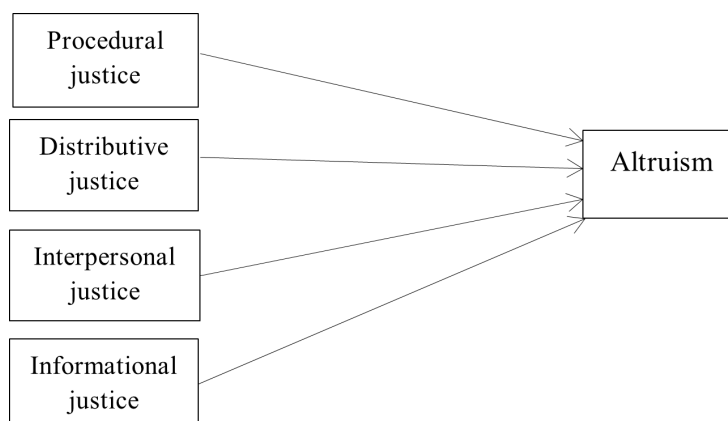 Procedural
justice
Distributive
justice
Altruism
Interpersonal
justice
Informational
justice